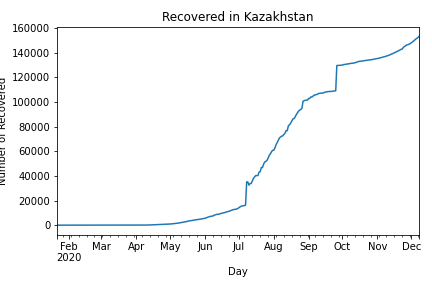 Recovered in Kazakhstan
160000
140000
120000
100000
80000
60000
40000
20000
0
Number of Recovered
Feb Mar Apr May Jun Jul Aug Sep Oct Nov Dec
2020
Day